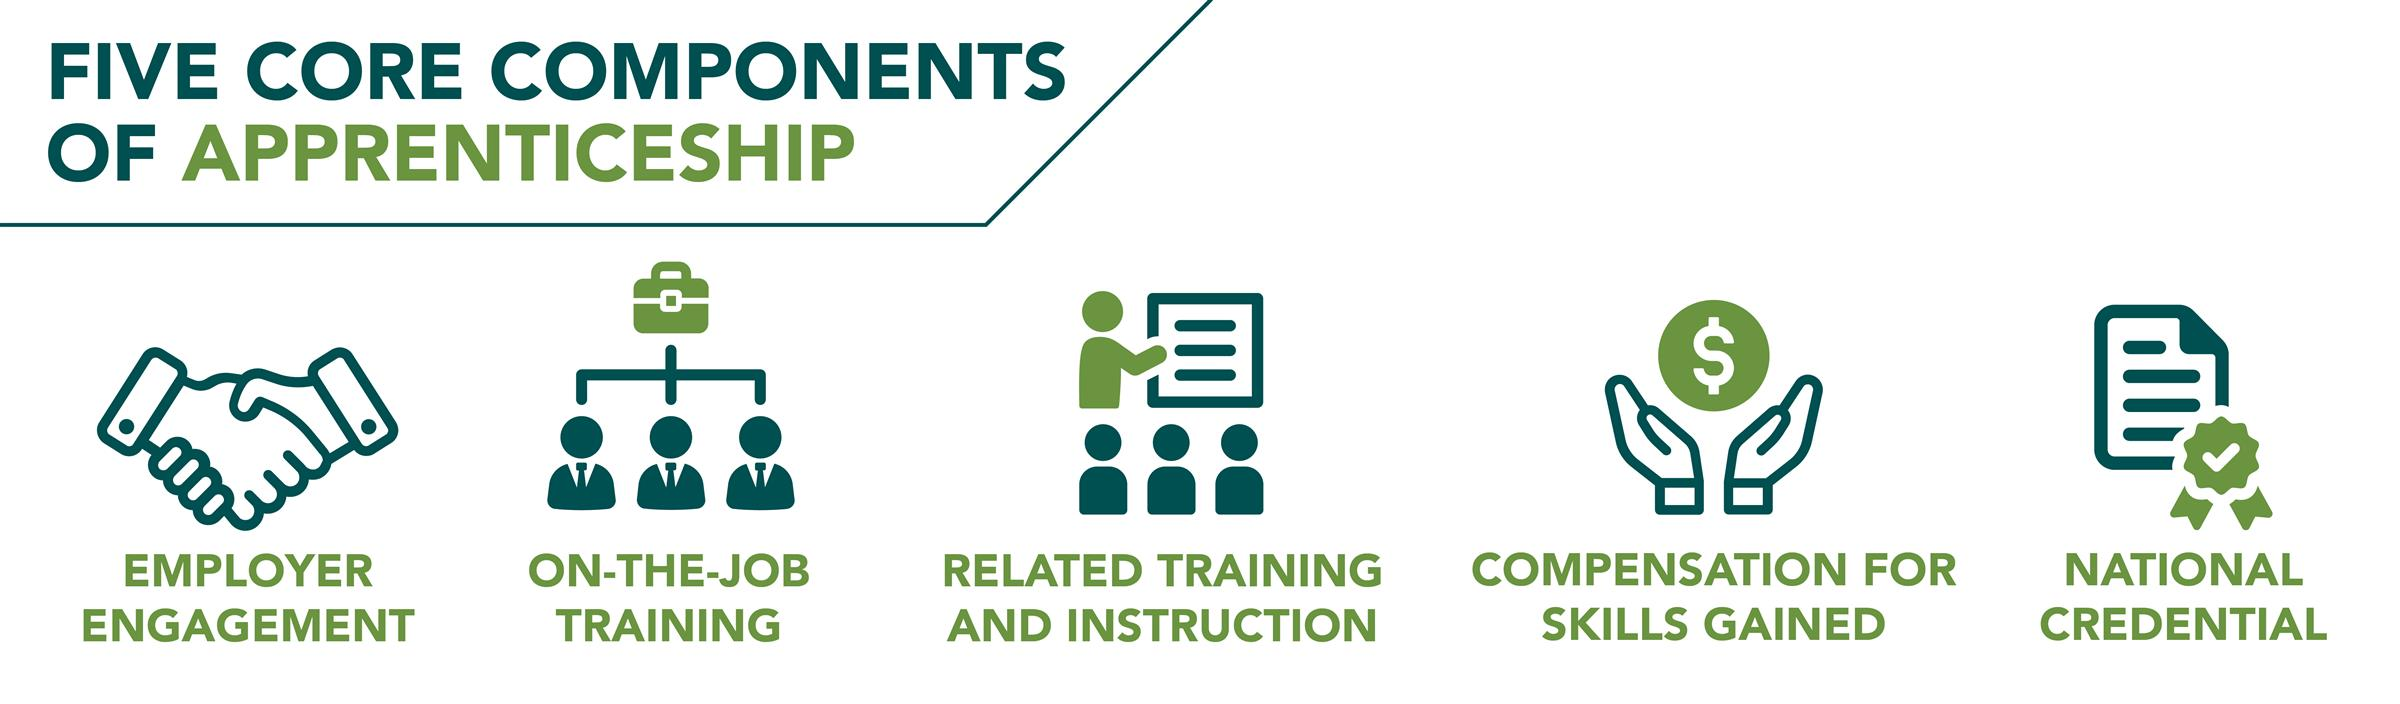 FIVE CORE COMPONENTS
OF APPRENTICESHIP
$
EMPLOYER
ENGAGEMENT
ON-THE-JOB
TRAINING
RELATED TRAINING
AND INSTRUCTION
COMPENSATION FOR
SKILLS GAINED
NATIONAL
CREDENTIAL